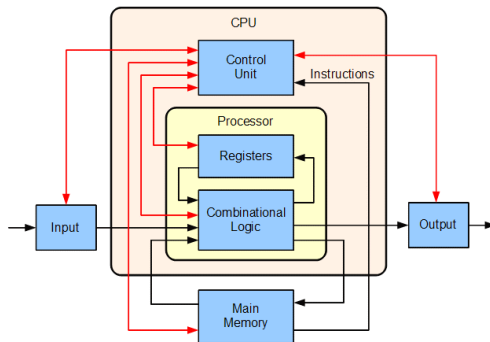 CPU
Control
Unit
Instructions
Processor
Registers
Combinational
Logic
Input
Output
Main
Memory